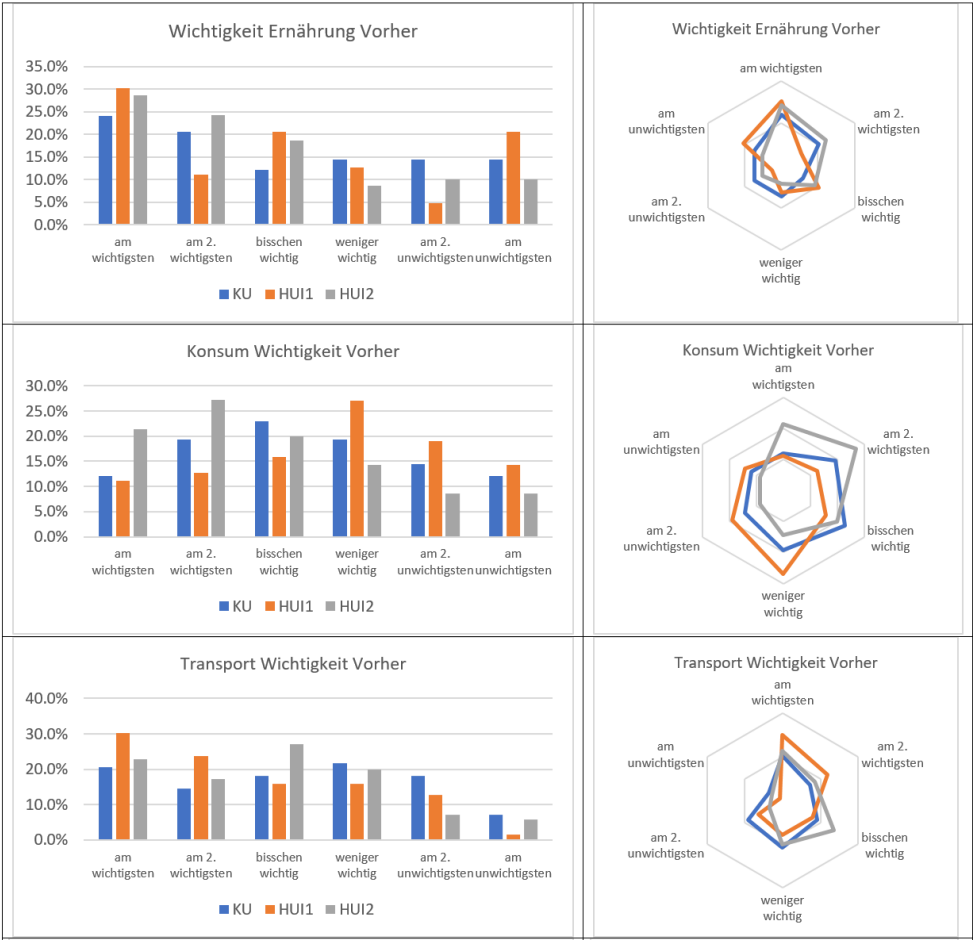 Wichtigkeit Ernährung Vorher
35.0%
30.0%
25.0%
20.0%
15.0%
10.0%
5.0%
0.0%
am
wichtigsten
am 2.
wichtigsten
bisschen
wichtig
weniger
wichtig
am 2.
unwichtigsten
am
unwichtigsten
KU HUI1 HUI2
Wichtigkeit Ernährung Vorher
am wichtigsten
am 2.
wichtigsten
bisschen
wichtig
weniger
wichtig
am 2.
unwichtigsten
am
unwichtigsten
Konsum Wichtigkeit Vorher
30.0%
25.0%
20.0%
15.0%
10.0%
5.0%
0.0%
am
wichtigsten
am 2.
wichtigsten
bisschen
wichtig
weniger
wichtig
am 2.
unwichtigsten
am
unwichtigsten
KU HUI1 HUI2
Konsum Wichtigkeit Vorher
am
wichtigsten
am 2.
wichtigsten
bisschen
wichtig
weniger
wichtig
am 2.
unwichtigsten
am
unwichtigsten
Transport Wichtigkeit Vorher
40.0%
30.0%
20.0%
10.0%
0.0%
am
wichtigsten
am 2.
wichtigsten
bisschen
wichtig
weniger
wichtig
am 2.
unwichtigsten
am
unwichtigsten
KU HUI1 HUI2
Transport Wichtigkeit Vorher
am
wichtigsten
am 2.
wichtigsten
bisschen
wichtig
weniger
wichtig
am 2.
unwichtigsten
am
unwichtigsten